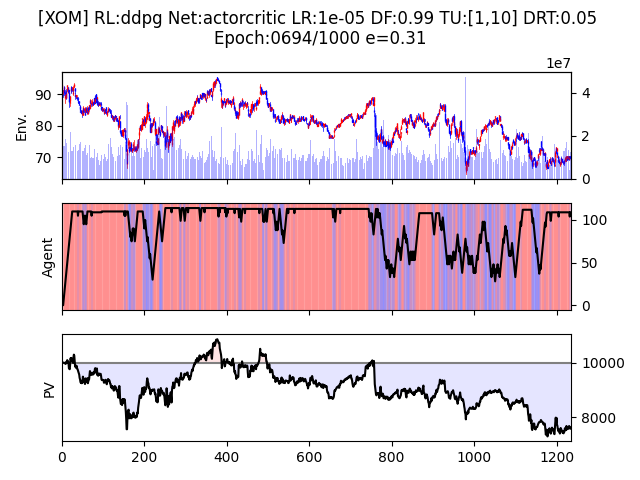 [XOM] RL:ddpg Net:actorcritic LR:1e-05 DF:0.99 TU:[1,10] DRT:0.05
Epoch:0694/1000 e=0.31
1e7
90
80
70
Env.
4
2
0
Agent
100
50
0
PV
10000
8000
0 200 400 600 800 1000 1200